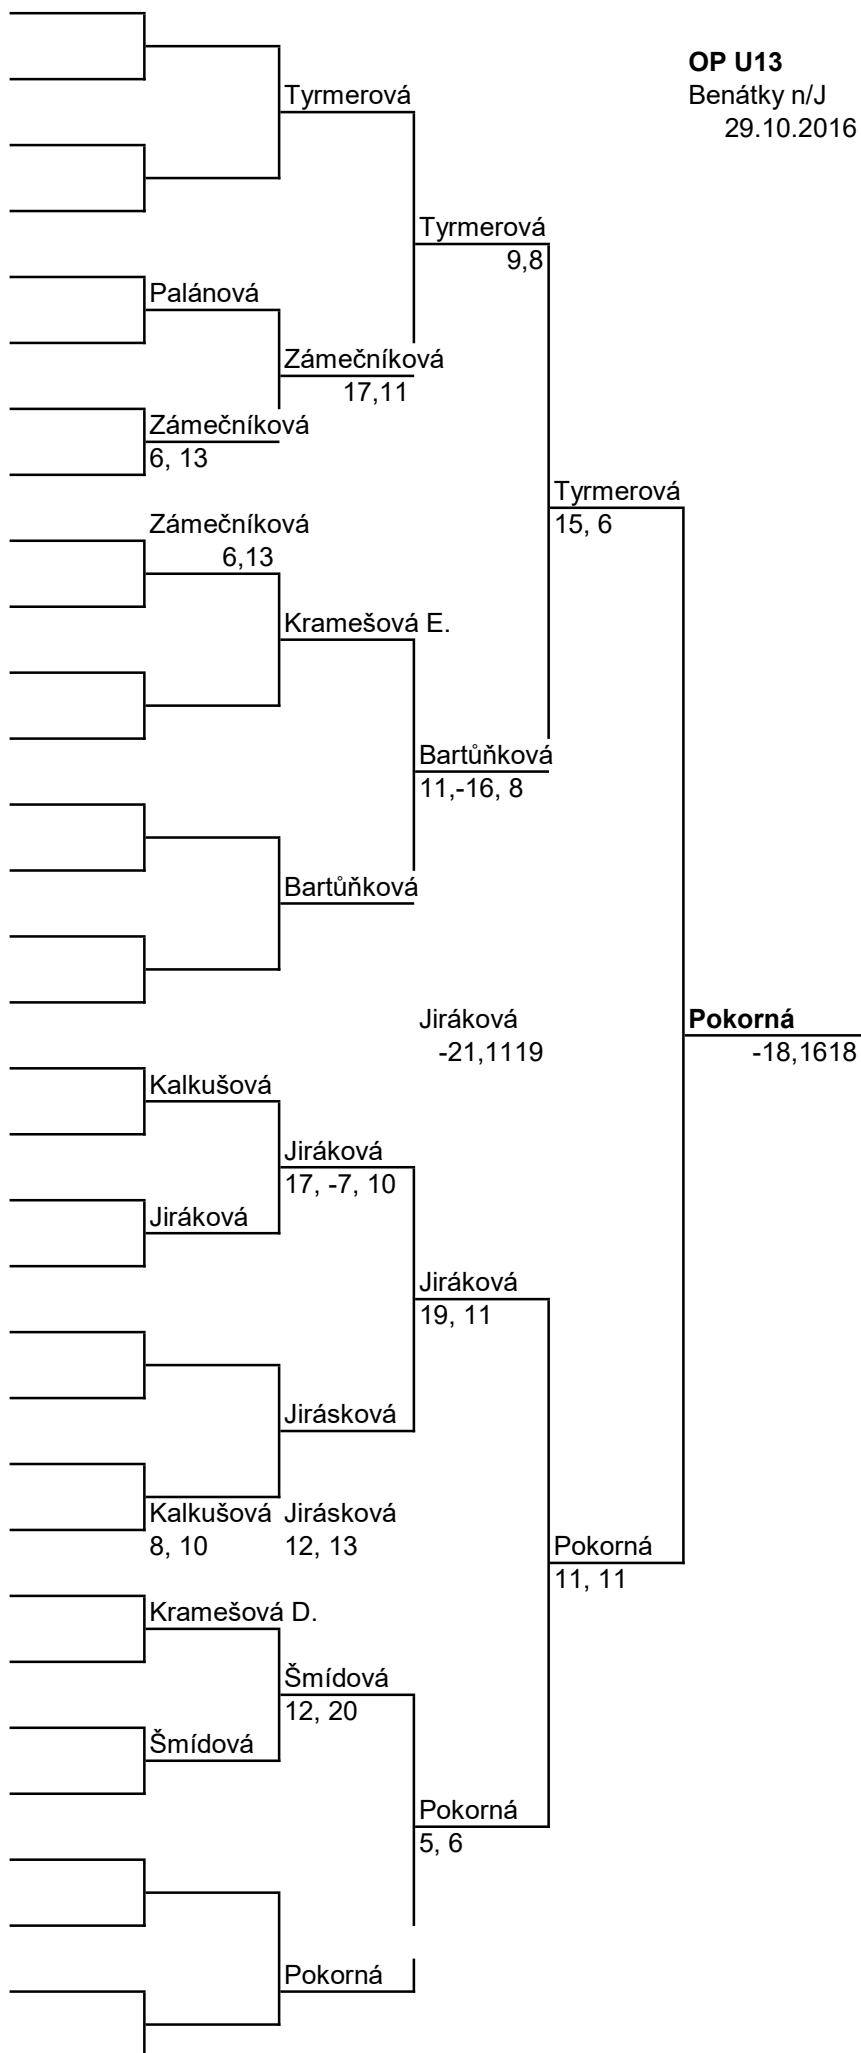 OP U13
Benátky n/J
29.10.2016
Tyrmerová
Tyrmerová
9,8
Palánová
Zámečníková
17,11
Zámečníková
6, 13
Tyrmerová
15, 6
Zámečníková
6,13
Kramešová E.
Bartůňková
11,-16, 8
Bartůňková
Jiráková
-21,1119
Pokorná
-18,1618
Kalkušová
Jiráková
17, -7, 10
Jiráková
Jiráková
19, 11
Jirásková
Kalkušová Jirásková
8, 10 12, 13
Pokorná
11, 11
Kramešová D.
Šmídová
12, 20
Šmídová
Pokorná
5, 6
Pokorná